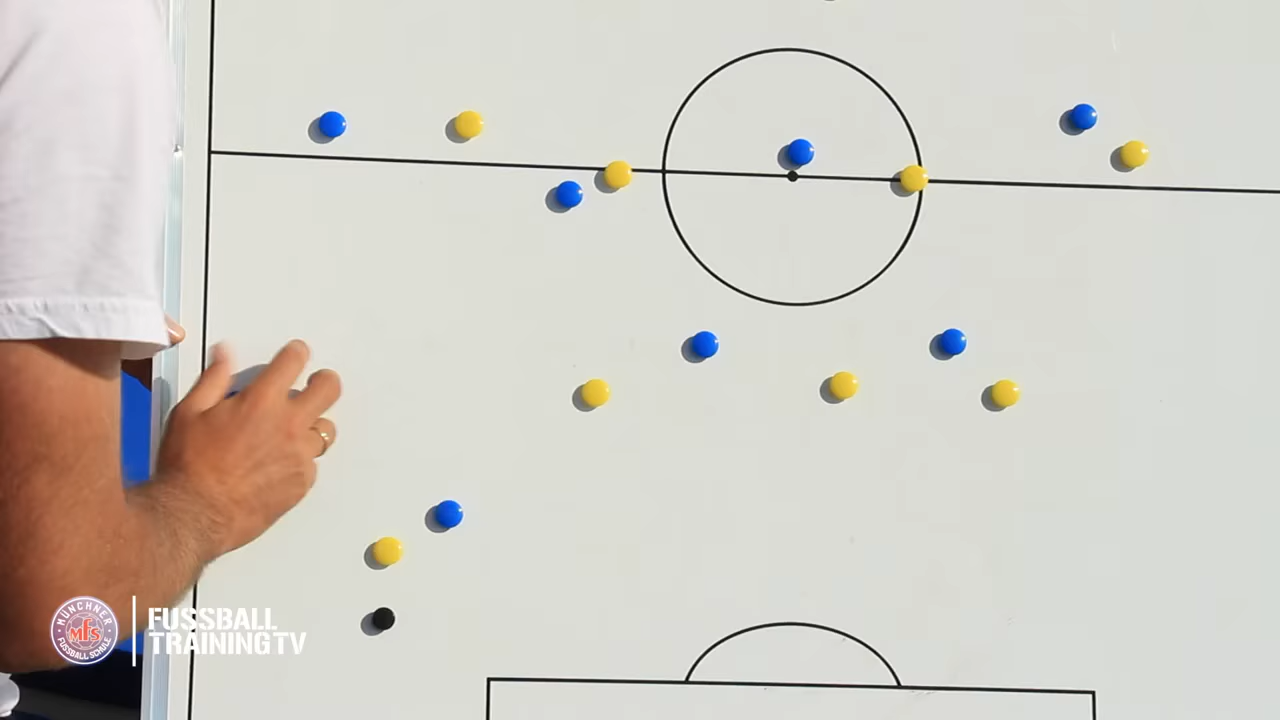 MÜNCHNER
MFS
FUSSBALL SCHULE
FUSSBALL
TRAINING TV